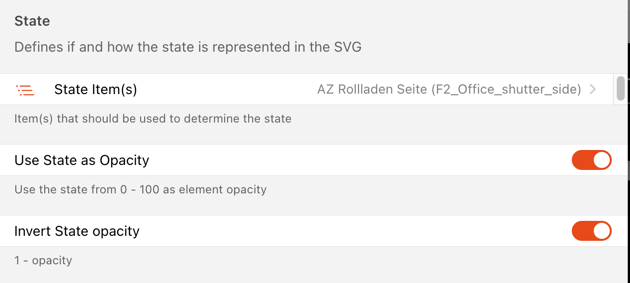 State
Defines if and how the state is represented in the SVG
State Item(s) AZ Rollladen Seite (F2_Office_shutter_side)
Item(s) that should be used to determine the state
Use State as Opacity
Use the state from 0 - 100 as element opacity
Invert State opacity
1 - opacity